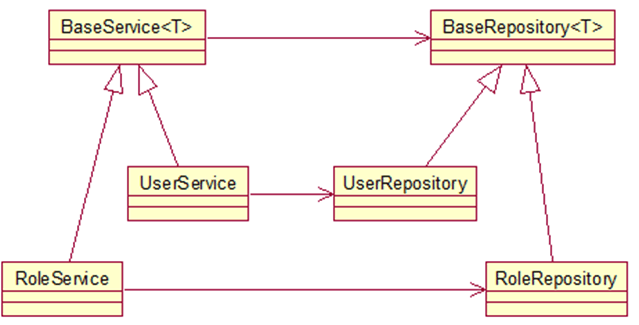 BaseService<T>
BaseRepository<T>
UserService
UserRepository
RoleService
RoleRepository